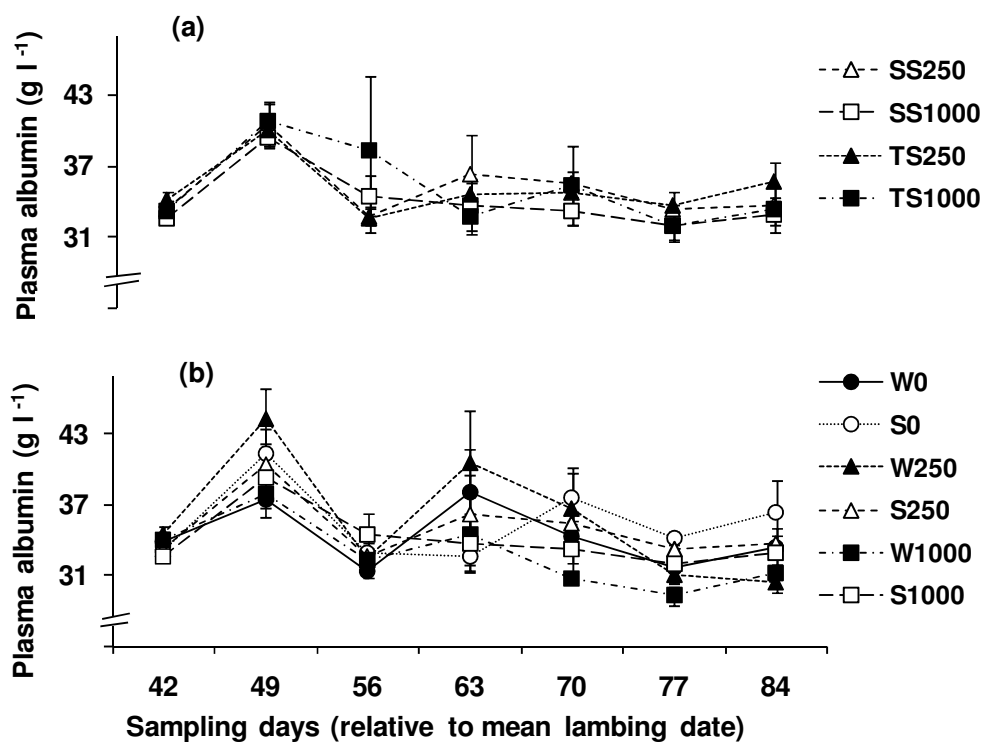 (a)
Plasma albumin (g l -1)
43
37
31
SS250
SS1000
TS250
TS1000
(b)
Plasma albumin (g l -1)
43
37
31
W0
S0
W250
S250
W1000
S1000
42 49 56 63 70 77 84
Sampling days (relative to mean lambing date)